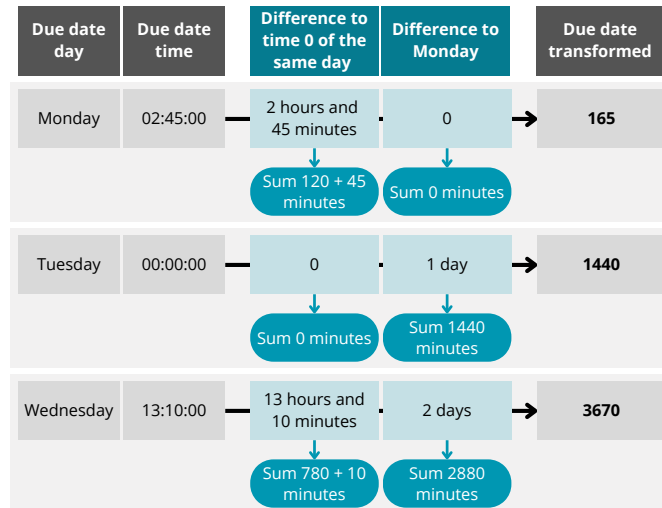 Due date
day
Due date
time
Difference to
time 0 of the
same day
Difference to
Monday
Due date
transformed
Monday
02:45:00
2 hours and
45 minutes
0
165
Sum 120 + 45
minutes
Sum 0 minutes
Tuesday
00:00:00
0
1 day
1440
Sum 0 minutes
Sum 1440
minutes
Wednesday
13:10:00
13 hours and
10 minutes
2 days
3670
Sum 780 + 10
minutes
Sum 2880
minutes